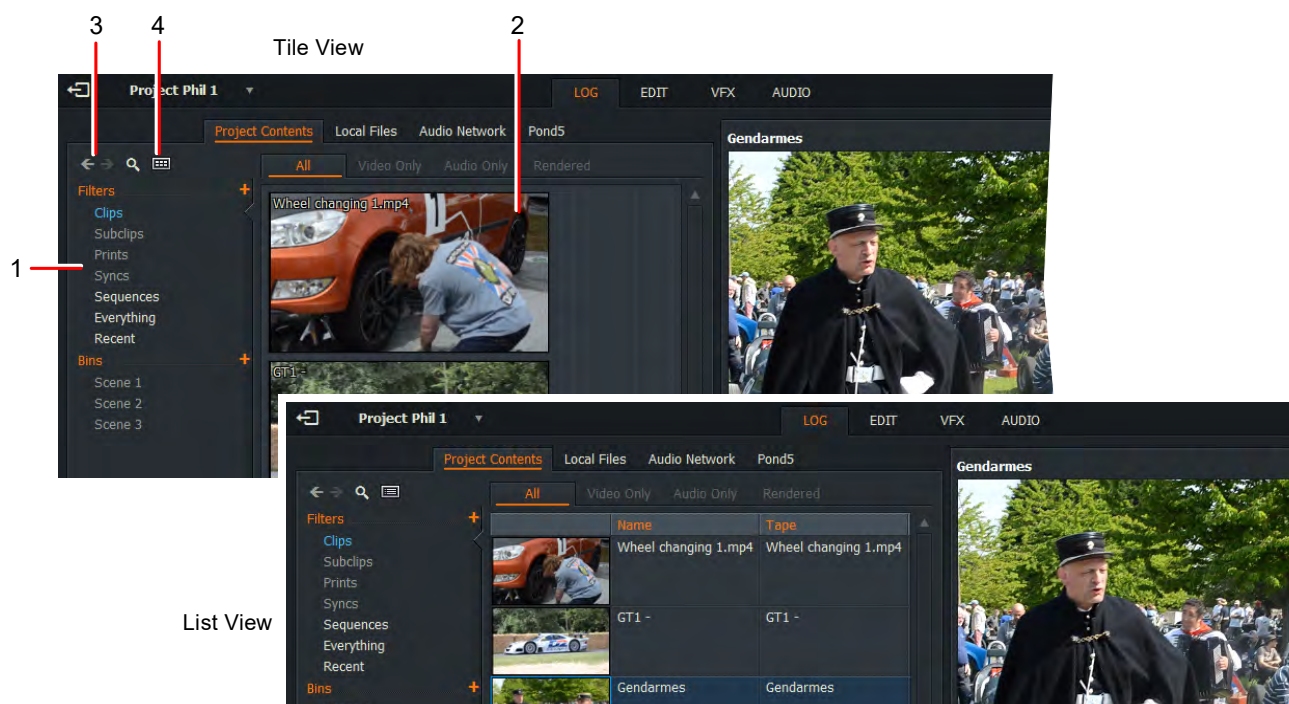 3 4 2
Tile View
Project Phil 1 LOG EDIT VFX AUDIO
Project Contents Local Files Audio Network Pond5
Gendarmes
All Video Only Audio Only Rendered
Filters +
Wheel changing 1.mp4
Clips
Subclips
Prints
1
Syncs
Sequences
Everything
Recent
Bins +
GT1 -
Scene 1
Scene 2
Scene 3
Project Phil 1 LOG EDIT VFX AUDIO
Project Contents Local Files Audio Network Pond5
Gendarmes
All Video Only Audio Only Rendered
Filters +
Name Tape
Clips
Wheel changing 1.mp4 Wheel changing 1.mp4
Subclips
Prints
Syncs
List View
Sequences
GT1 - GT1 -
Everything
Recent
Bins +
Gendarmes Gendarmes